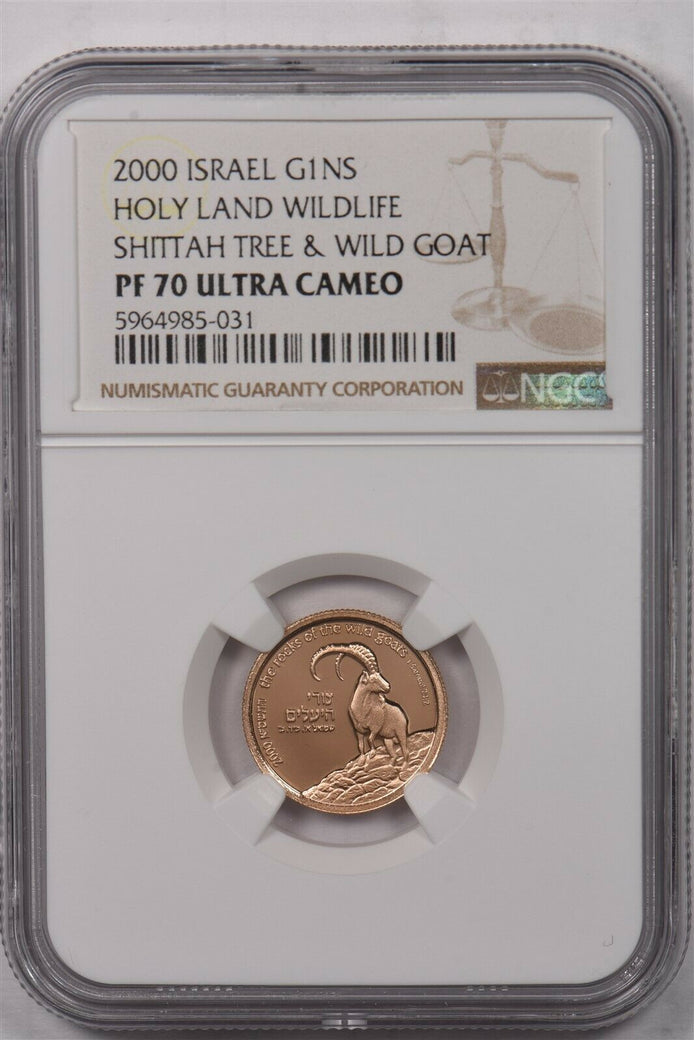 2000 ISRAEL G1NS
HOLY LAND WILDLIFE
SHITTAH TREE & WILD GOAT
PF 70 ULTRA CAMEO
5964985-031
NUMISMATIC GUARANTY CORPORATION
NGC
the rocks of the wild goats
צורי
היעלים
2000